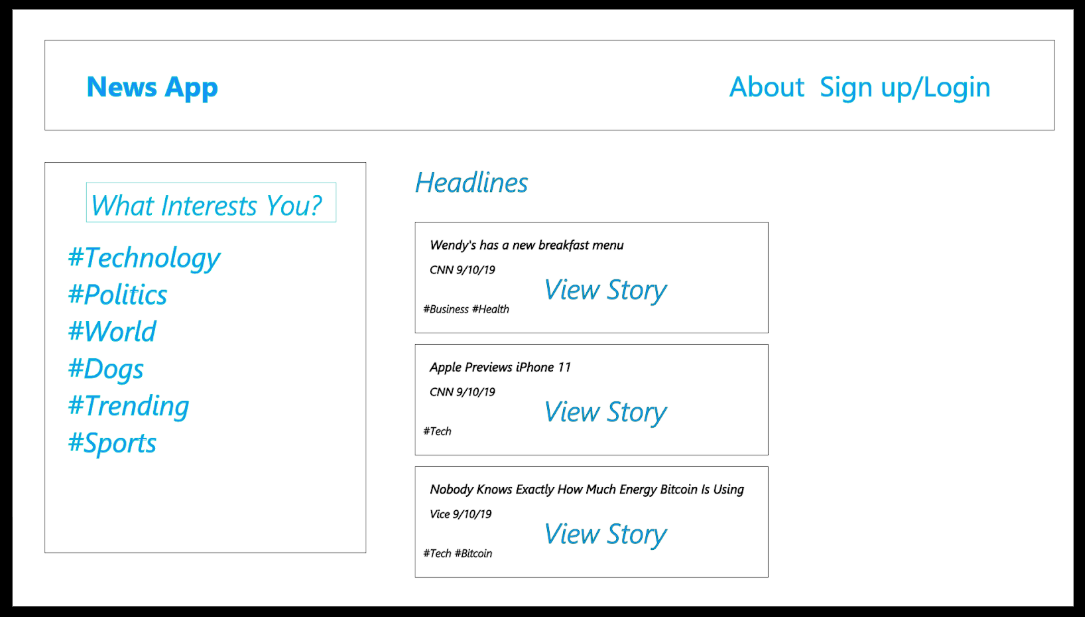 News App
About Sign up/Login
What Interests You?
#Technology
#Politics
#World
#Dogs
#Trending
#Sports
Headlines
Wendy's has a new breakfast menu
CNN 9/10/19
View Story
#Business #Health
Apple Previews iPhone 11
CNN 9/10/19
View Story
#Tech
Nobody Knows Exactly How Much Energy Bitcoin Is Using
Vice 9/10/19
View Story
#Tech #Bitcoin